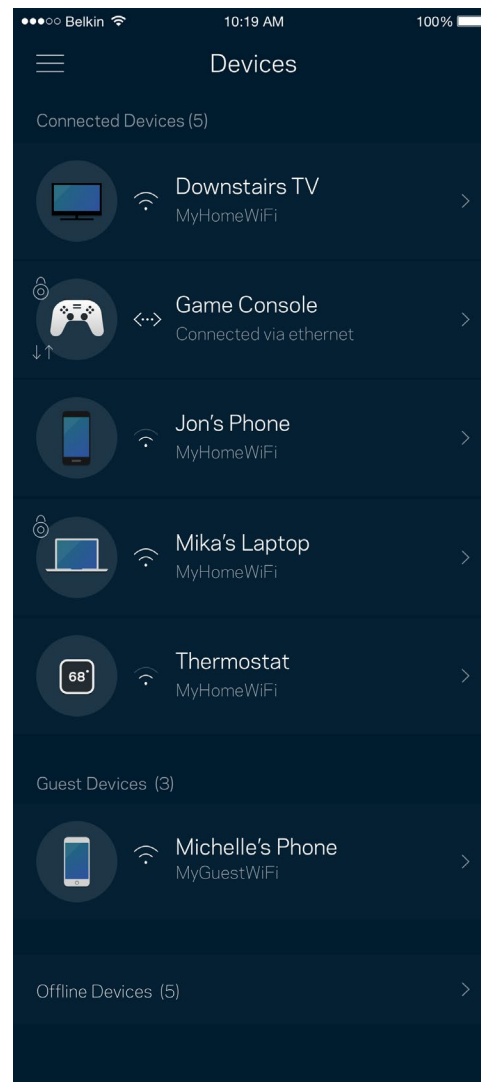 Belkin 10:19 AM 100%
Devices
Connected Devices (5)
Downstairs TV
MyHomeWiFi
Game Console
Connected via ethernet
Jon's Phone
MyHomeWiFi
Mika's Laptop
MyHomeWiFi
68°
Thermostat
MyHomeWiFi
Guest Devices (3)
Michelle's Phone
MyGuestWiFi
Offline Devices (5)